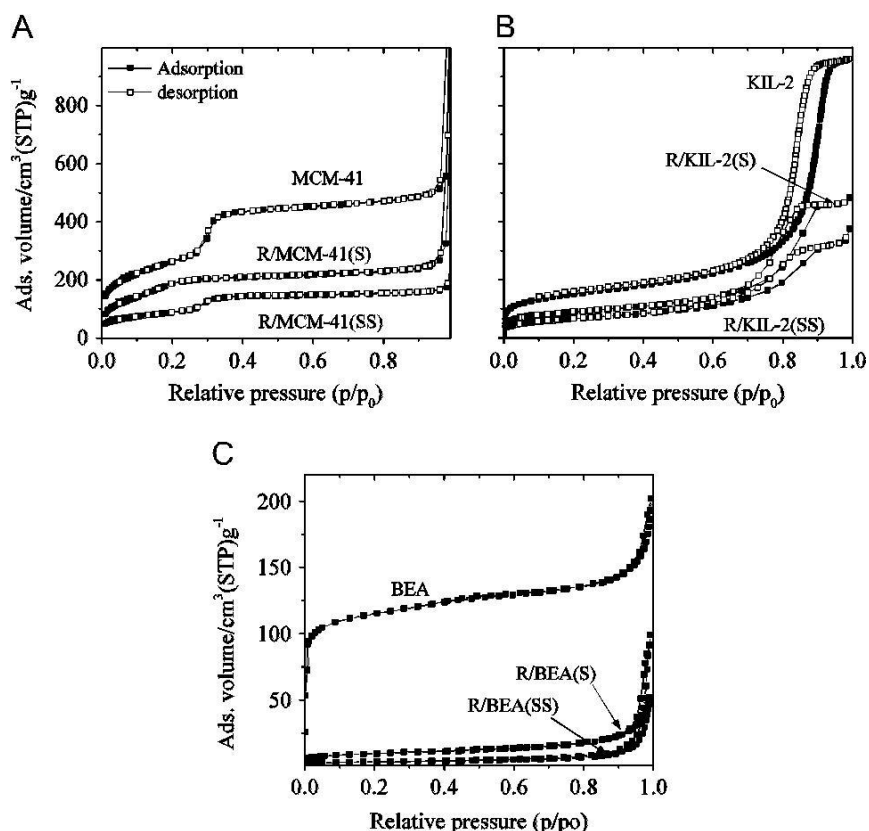 A
Adsorption
desorption
MCM-41
R/MCM-41(S)
R/MCM-41(SS)
800
600
400
200
0
Ads. volume/cm³(STP)g⁻¹
0.0 0.2 0.4 0.6 0.8
Relative pressure (p/p₀)
B
KIL-2
R/KIL-2(S)
R/KIL-2(SS)
0.0 0.2 0.4 0.6 0.8 1.0
Relative pressure (p/p₀)
C
BEA
R/BEA(S)
R/BEA(SS)
200
150
100
50
Ads. volume/cm³(STP)g⁻¹
0.0 0.2 0.4 0.6 0.8 1.0
Relative pressure (p/po)